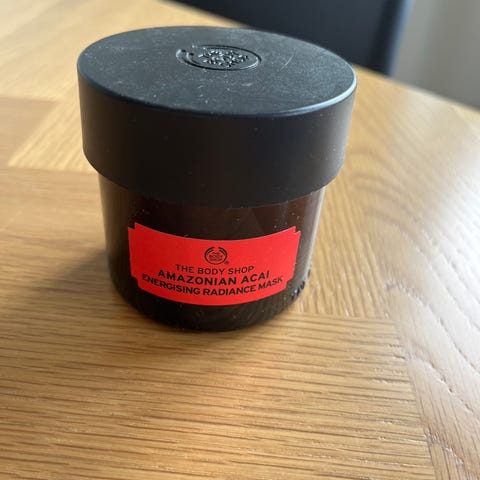 THE BODY SHOP
AMAZONIAN ACAI
ENERGISING RADIANCE MASK